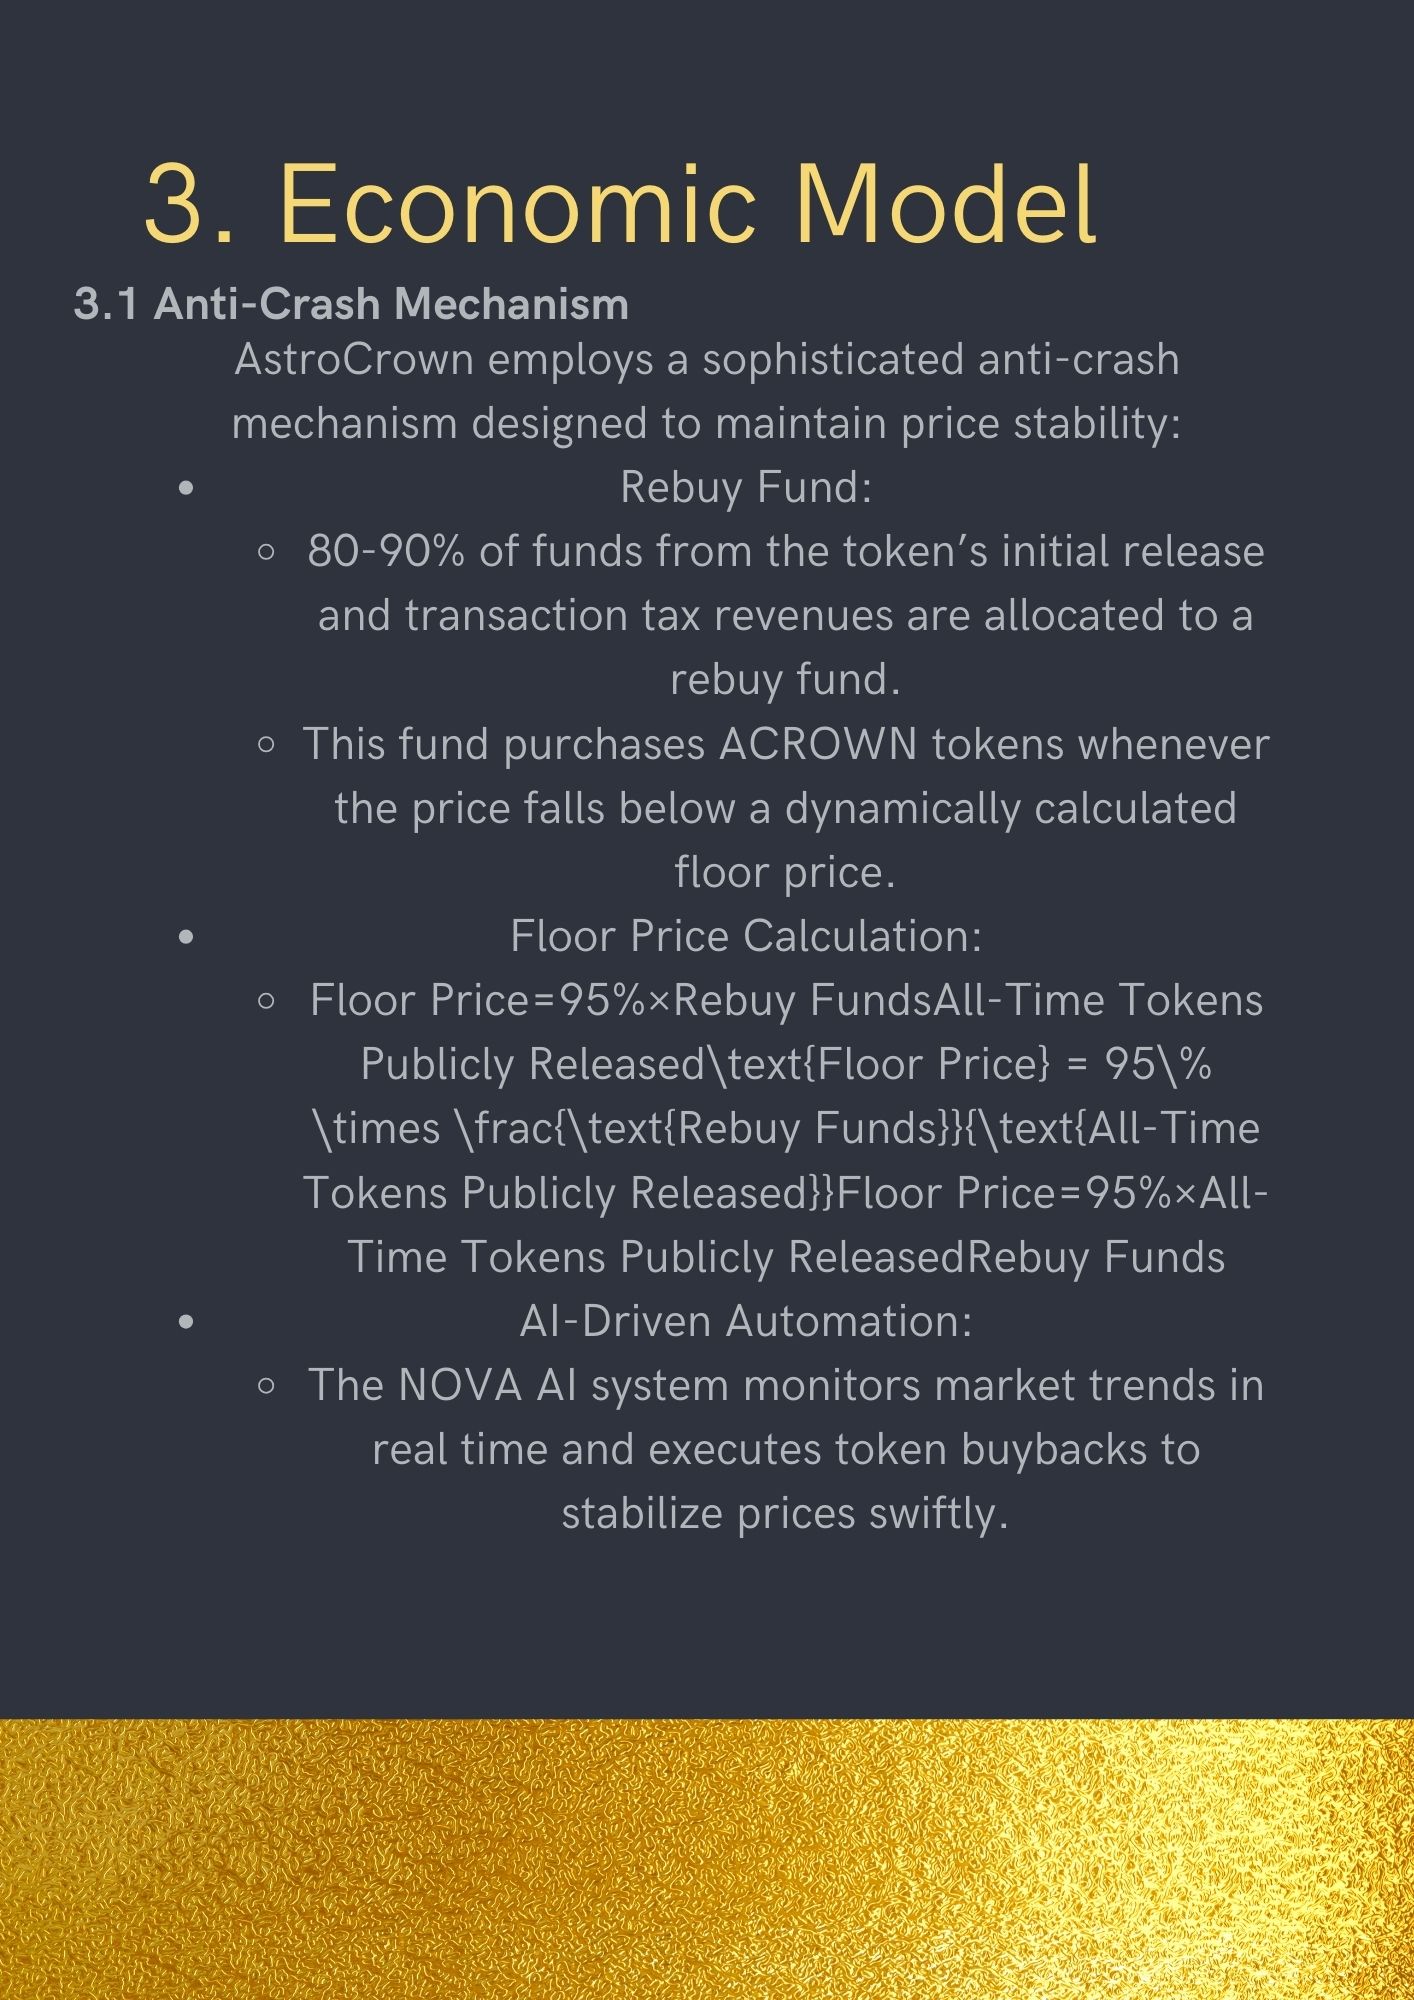 3. Economic Model
3.1 Anti-Crash Mechanism
AstroCrown employs a sophisticated anti-crash
mechanism designed to maintain price stability:
• Rebuy Fund:
○ 80-90% of funds from the token’s initial release
and transaction tax revenues are allocated to a
rebuy fund.
○ This fund purchases ACROWN tokens whenever
the price falls below a dynamically calculated
floor price.
• Floor Price Calculation:
○ Floor Price=95%×Rebuy FundsAll-Time Tokens
Publicly Released\text{Floor Price} = 95\%
\times \frac{\text{Rebuy Funds}}{\text{All-Time
Tokens Publicly Released}}Floor Price=95%×All-
Time Tokens Publicly ReleasedRebuy Funds
• AI-Driven Automation:
○ The NOVA AI system monitors market trends in
real time and executes token buybacks to
stabilize prices swiftly.